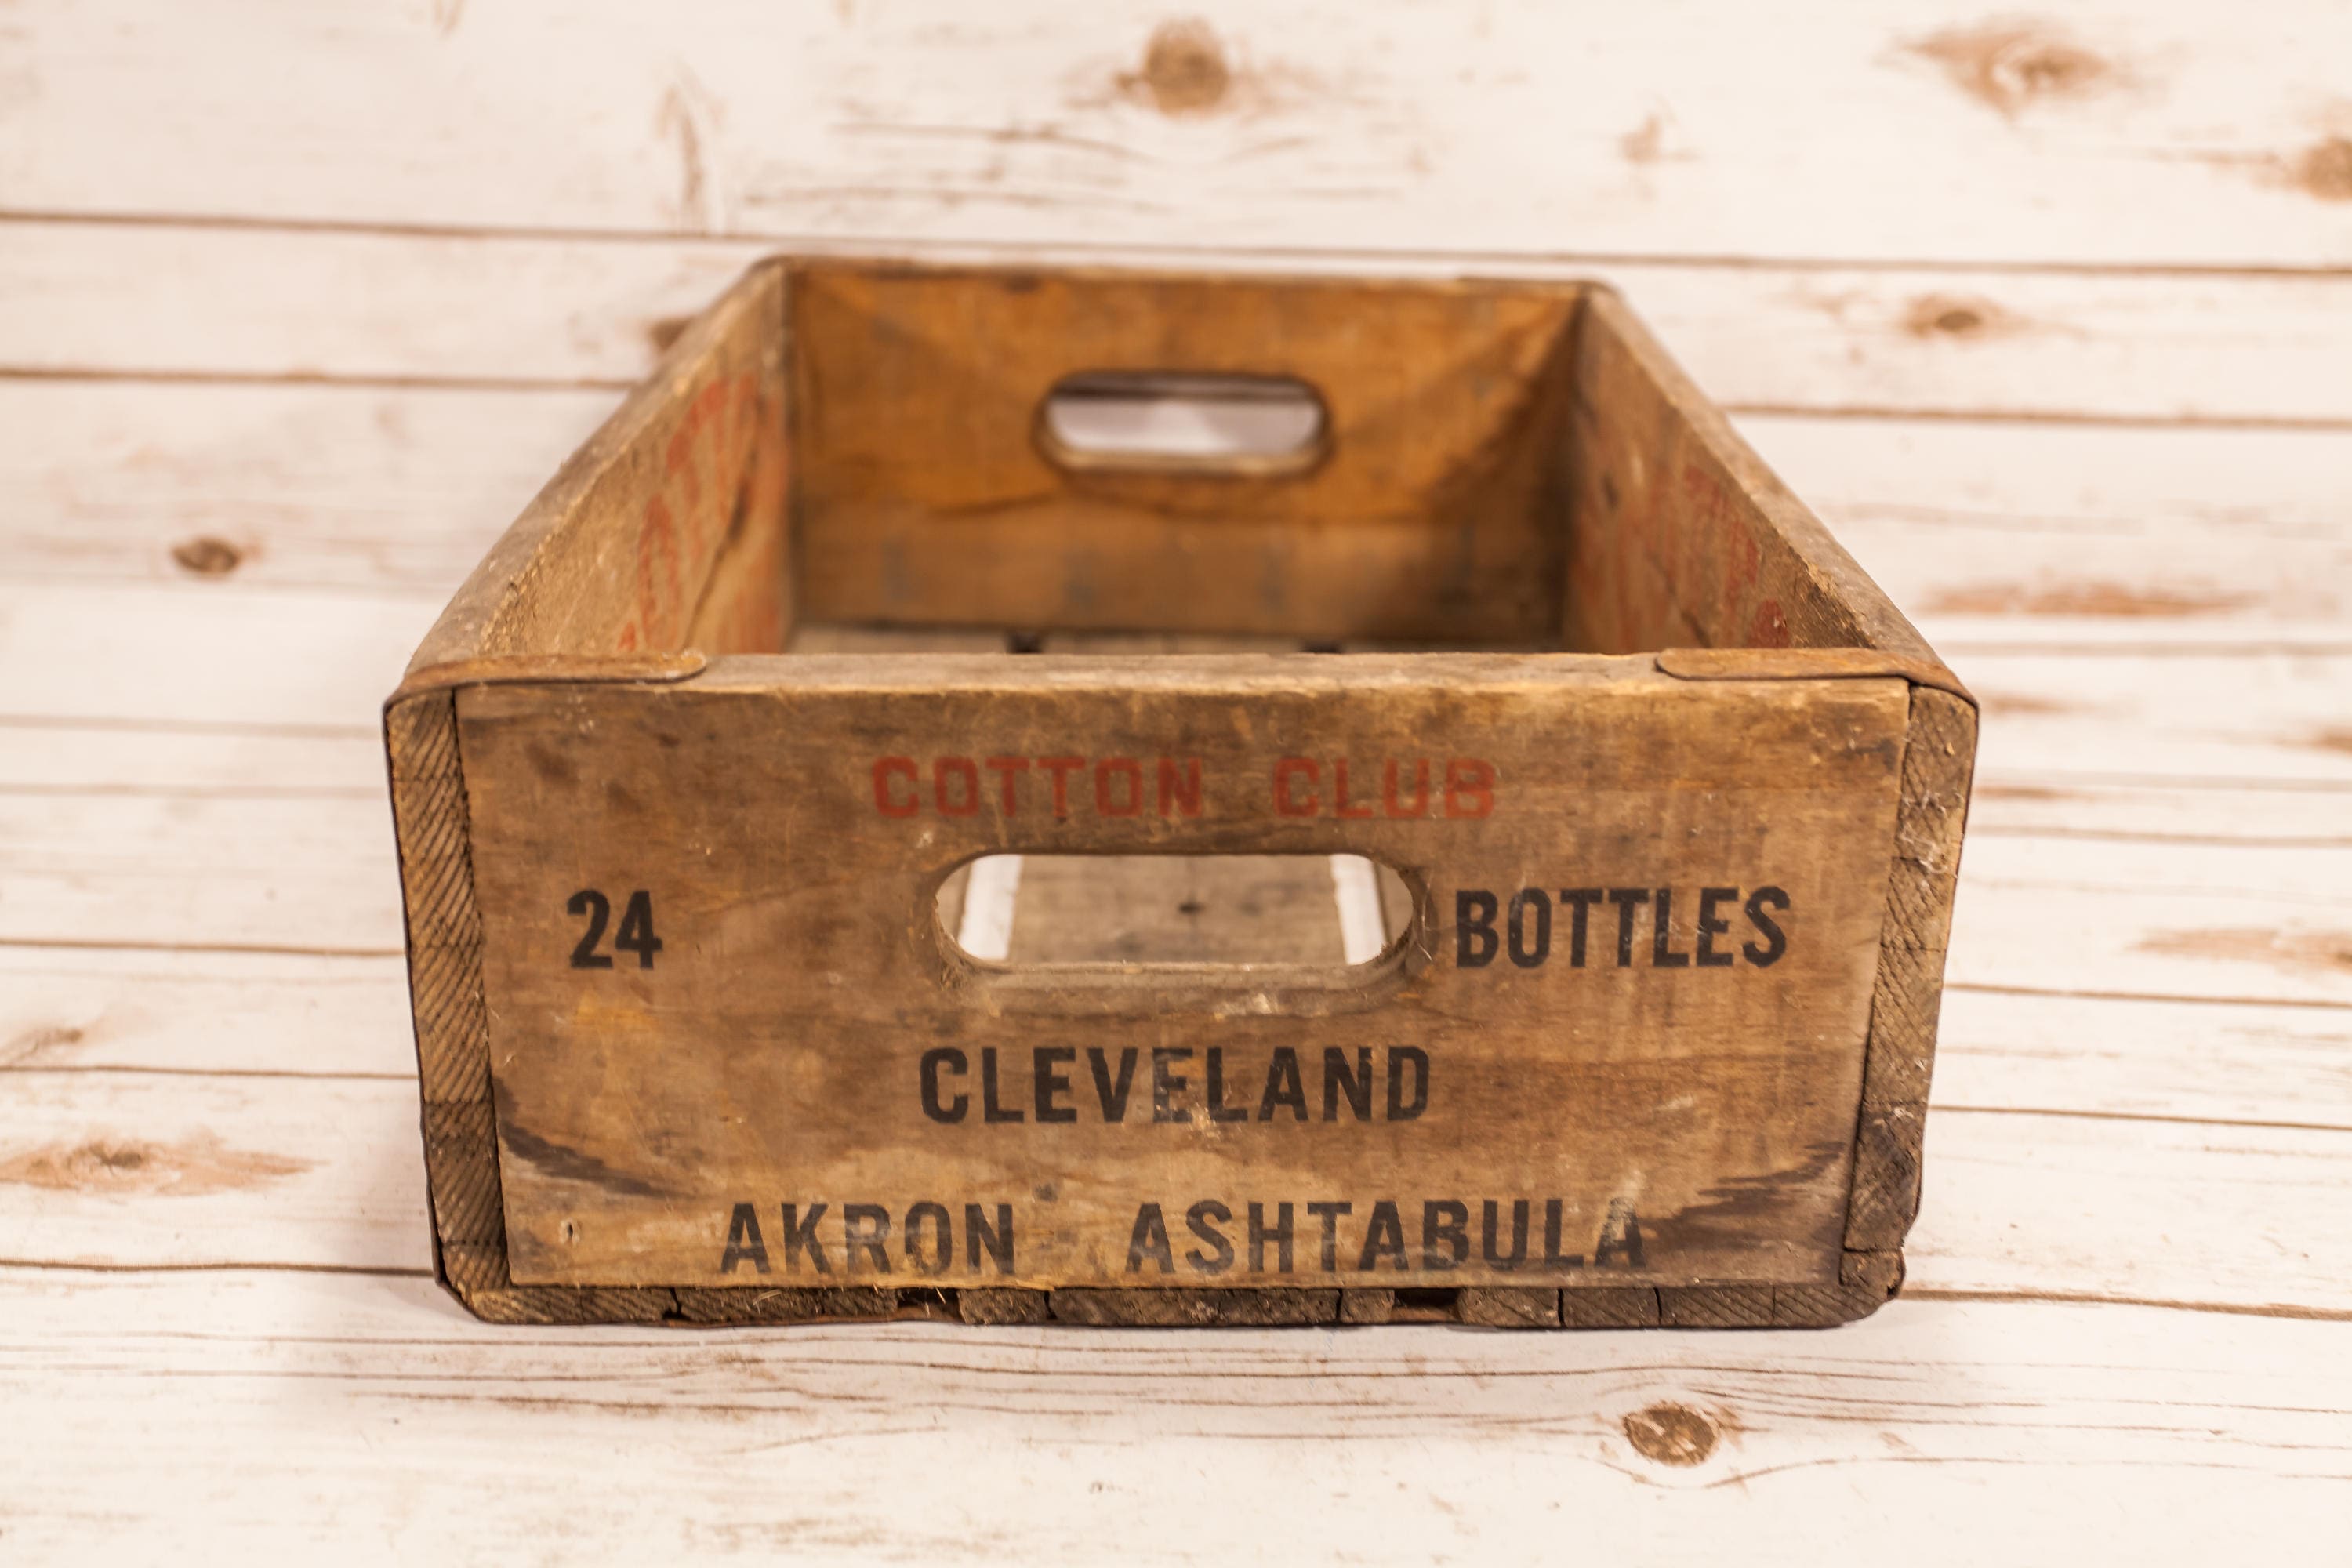 COTTON CLUB
24 BOTTLES
CLEVELAND
AKRON ASHTABULA